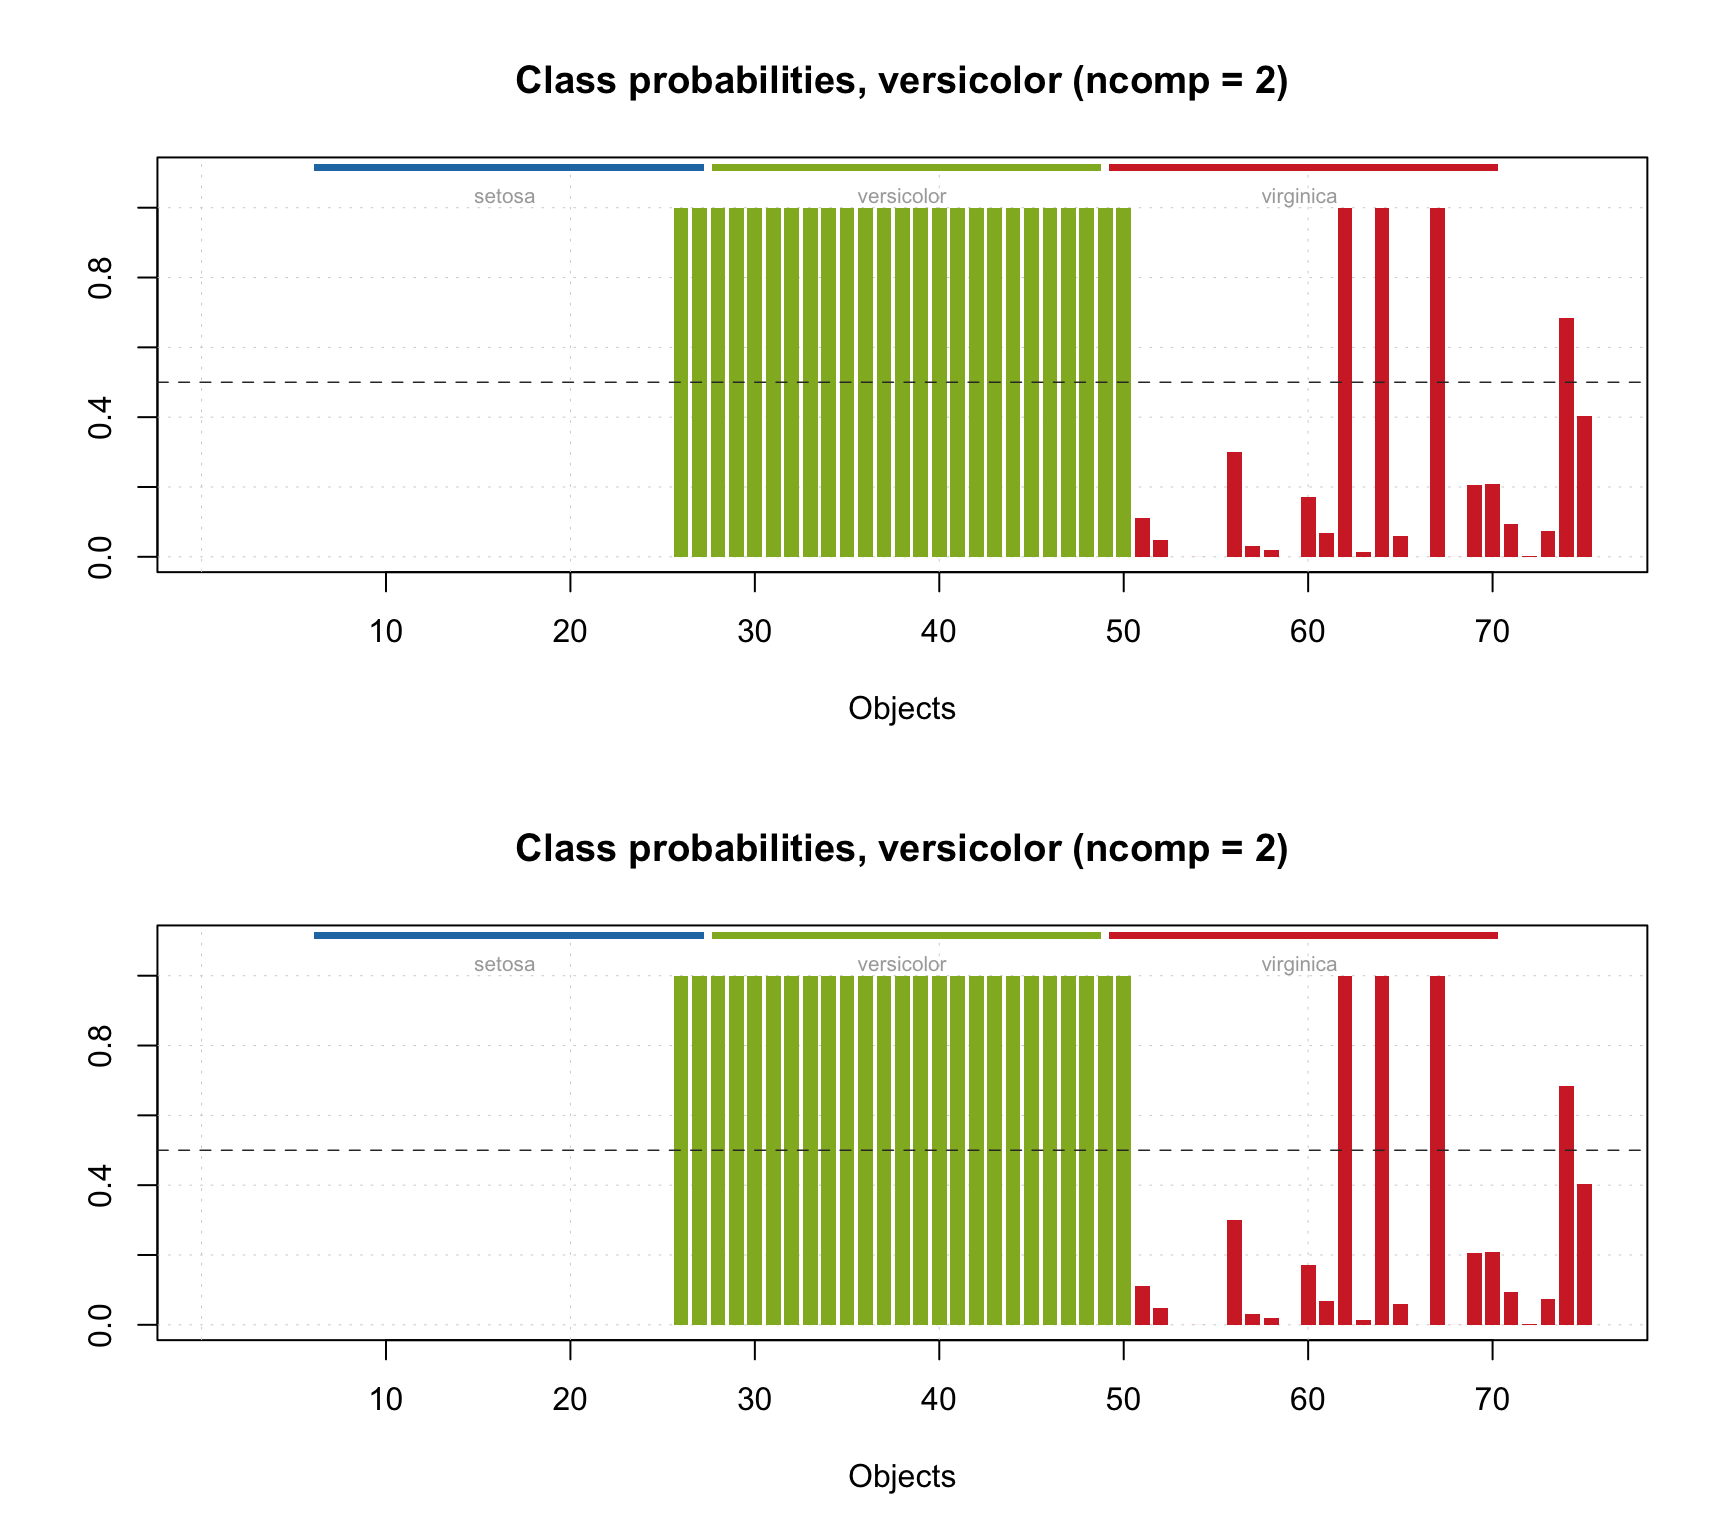 Class probabilities, versicolor (ncomp = 2)
setosa versicolor virginica
0.8
0.4
0.0
10 20 30 40 50 60 70
Objects
Class probabilities, versicolor (ncomp = 2)
setosa versicolor virginica
0.8
0.4
0.0
10 20 30 40 50 60 70
Objects